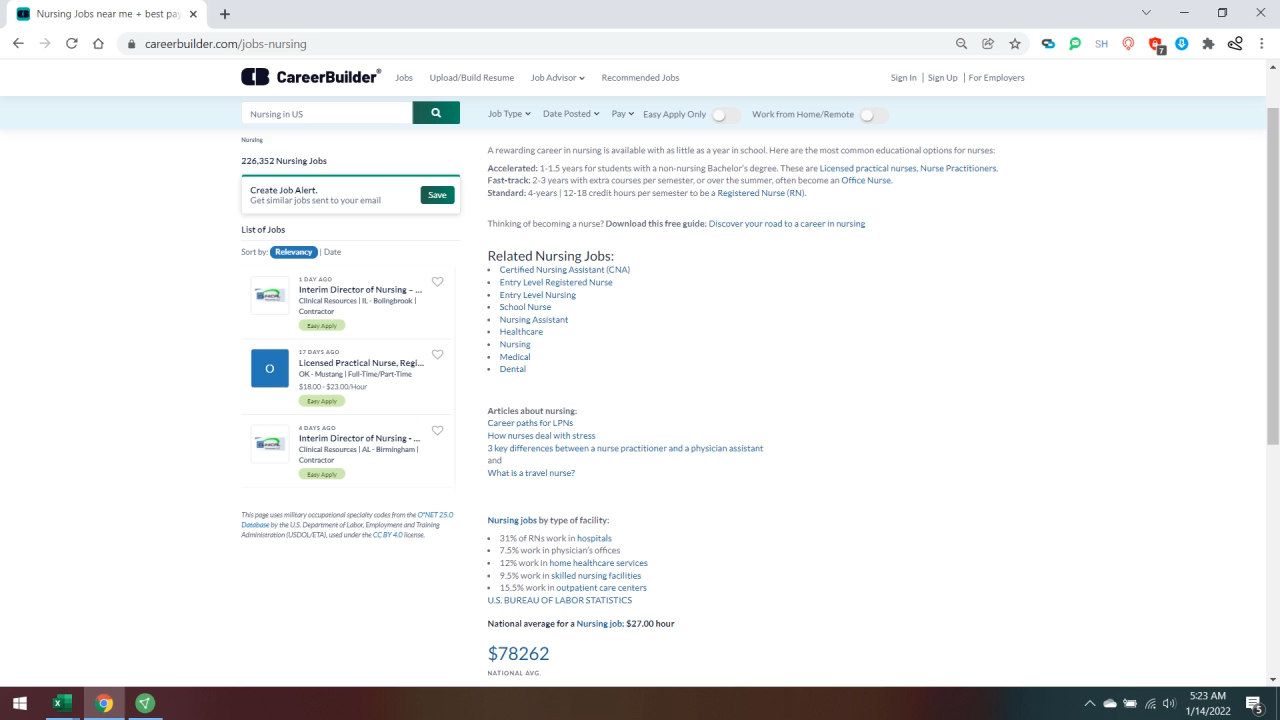 Nursing Jobs near me + best pay
careerbuilder.com/jobs-nursing
SH
7
CareerBuilder®
Jobs
Upload/Build Resume
Job Advisor
Recommended Jobs
Sign In | Sign Up | For Employers
Nursing in US
Job Type
Date Posted
Pay
Easy Apply Only
Work from Home/Remote
Nursing
226,352 Nursing Jobs
Create Job Alert.
Get similar jobs sent to your email
Save
List of Jobs
Sort by: Relevancy | Date
1 DAY AGO
Interim Director of Nursing – ...
Clinical Resources | IL - Bolingbrook |
Contractor
Easy Apply
O
17 DAYS AGO
Licensed Practical Nurse, Regi...
OK - Mustang | Full-Time/Part-Time
$18.00 - $23.00/Hour
Easy Apply
4 DAYS AGO
Interim Director of Nursing - ...
Clinical Resources | AL - Birmingham |
Contractor
Easy Apply
This page uses military occupational specialty codes from the O*NET 25.0
Database by the U.S. Department of Labor, Employment and Training
Administration (USDOL/ETA), used under the CC BY 4.0 license.
A rewarding career in nursing is available with as little as a year in school. Here are the most common educational options for nurses:
Accelerated: 1-1.5 years for students with a non-nursing Bachelor's degree. These are Licensed practical nurses, Nurse Practitioners.
Fast-track: 2-3 years with extra courses per semester, or over the summer, often become an Office Nurse.
Standard: 4-years | 12-18 credit hours per semester to be a Registered Nurse (RN).
Thinking of becoming a nurse? Download this free guide: Discover your road to a career in nursing
Related Nursing Jobs:
• Certified Nursing Assistant (CNA)
• Entry Level Registered Nurse
• Entry Level Nursing
• School Nurse
• Nursing Assistant
• Healthcare
• Nursing
• Medical
• Dental
Articles about nursing:
Career paths for LPNs
How nurses deal with stress
3 key differences between a nurse practitioner and a physician assistant
and
What is a travel nurse?
Nursing jobs by type of facility:
• 31% of RNs work in hospitals
• 7.5% work in physician's offices
• 12% work in home healthcare services
• 9.5% work in skilled nursing facilities
• 15.5% work in outpatient care centers
U.S. BUREAU OF LABOR STATISTICS
National average for a Nursing job: $27.00 hour
$78262
NATIONAL AVG.
5:23 AM
1/14/2022
5